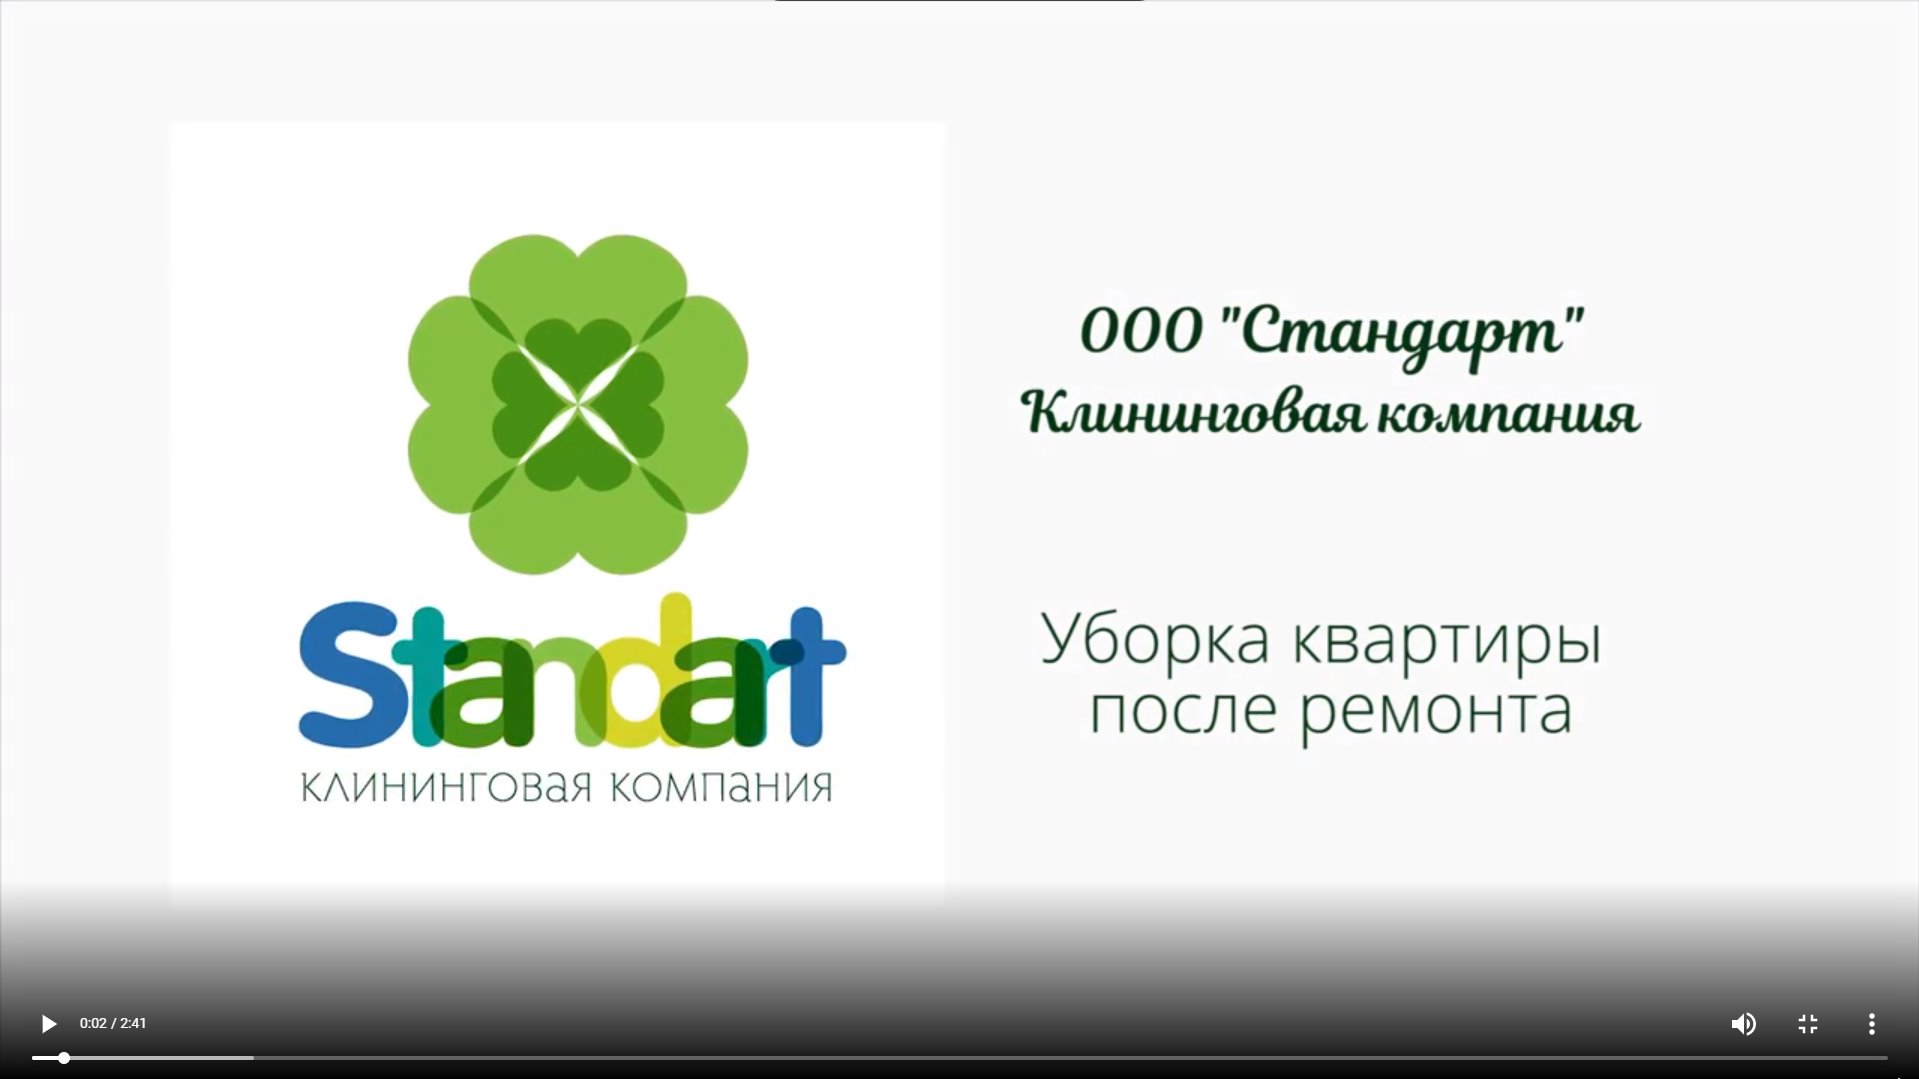 ООО "Стандарт"
Клининговая компания
Standart
клининговая компания
Уборка квартиры
после ремонта
0:02 / 2:41